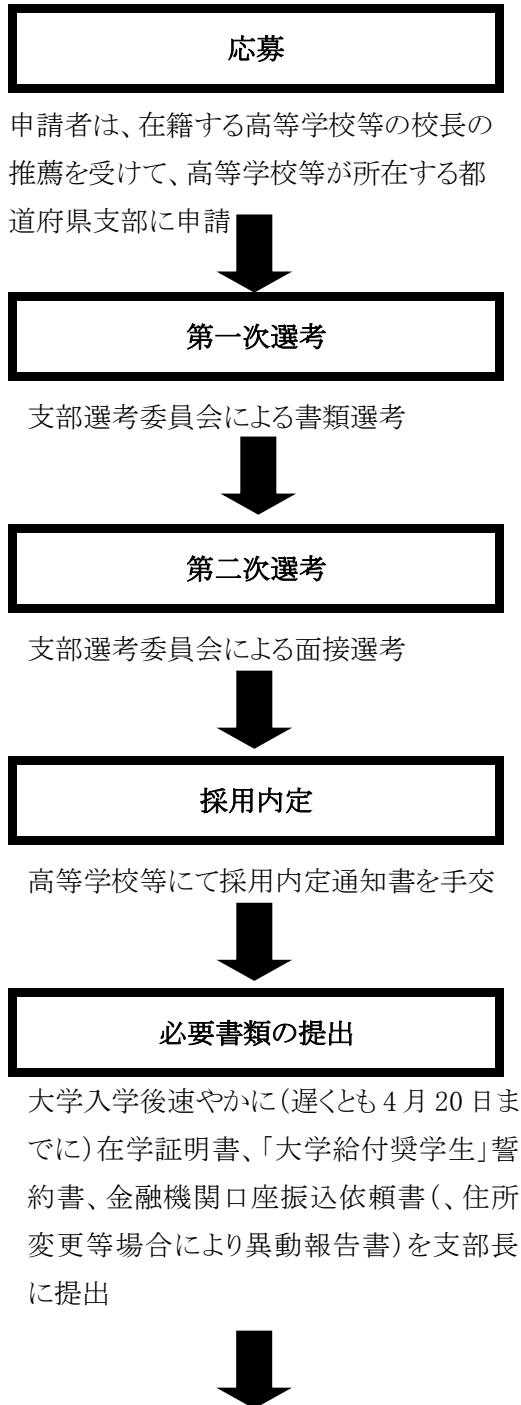 応募
申請者は、在籍する高等学校等の校長の
推薦を受けて、高等学校等が所在する都
道府県支部に申請
第一次選考
支部選考委員会による書類選考
第二次選考
支部選考委員会による面接選考
採用内定
高等学校等にて採用内定通知書を手交
必要書類の提出
大学入学後速やかに(遅くとも4月20日ま
でに)在学証明書、「大学給付奨学生」誓
約書、金融機関口座振込依頼書(、住所
変更等場合により異動報告書)を支部長
に提出